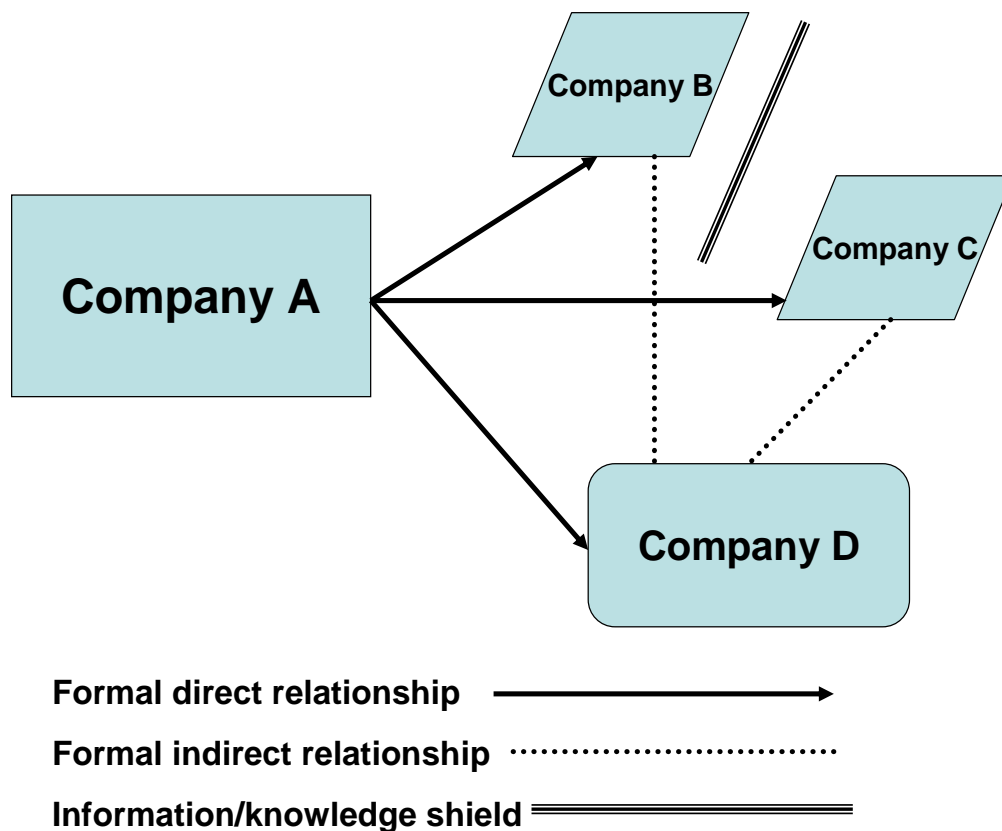 Company B
Company A
Company C
Company D
Formal direct relationship
Formal indirect relationship
Information/knowledge shield